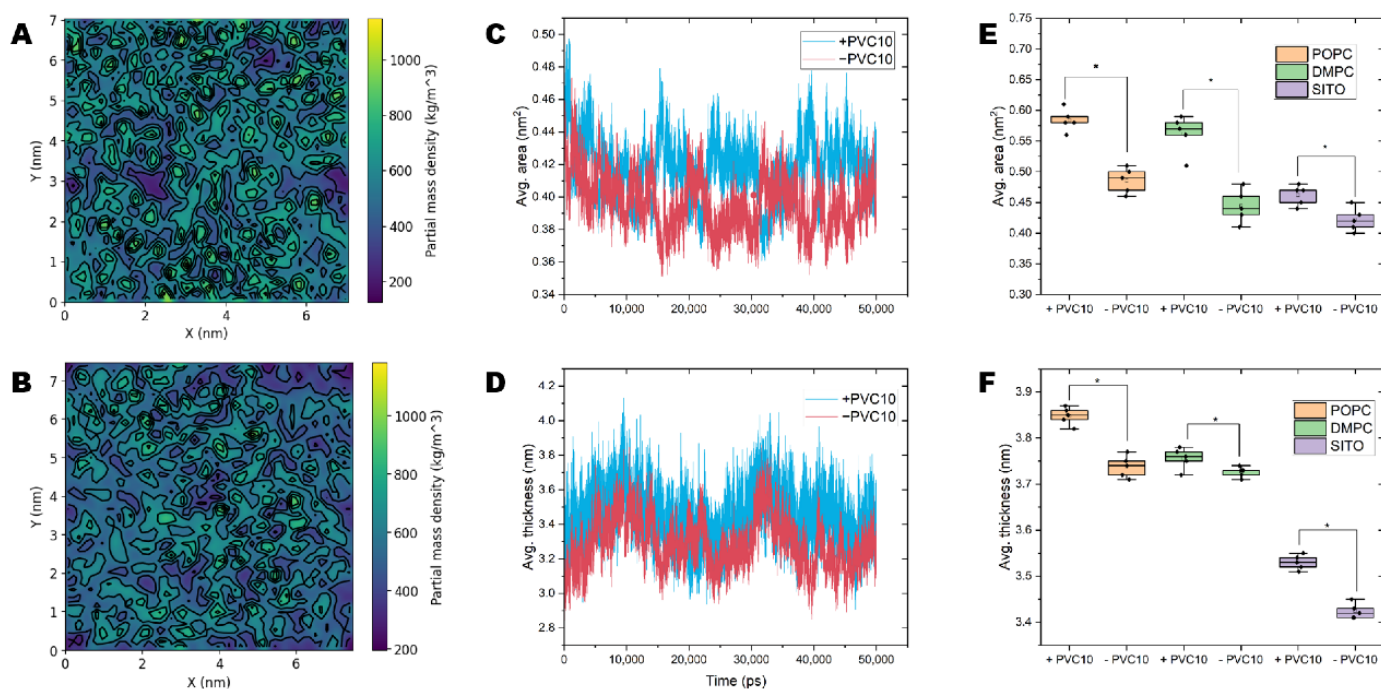 A
7
6
5
4
3
2
1
0
Y (nm)
0 2 4 6
X (nm)
1000
800
600
400
200
Partial mass density (kg/m^3)
B
7
6
5
4
3
2
1
0
Y (nm)
0 2 4 6
X (nm)
1000
800
600
400
200
Partial mass density (kg/m^3)
C
0.50
0.48
0.46
0.44
0.42
0.40
0.38
0.36
0.34
Avg. area (nm²)
+PVC10
−PVC10
0 10,000 20,000 30,000 40,000 50,000
D
4.2
4.0
3.8
3.6
3.4
3.2
3.0
2.8
Avg. thickness (nm)
+PVC10
−PVC10
0 10,000 20,000 30,000 40,000 50,000
Time (ps)
E
0.75
0.70
0.65
0.60
0.55
0.50
0.45
0.40
0.30
Avg. area (nm²)
POPC
DMPC
SITO
*
*
*
+ PVC10 - PVC10 + PVC10 - PVC10 + PVC10 - PVC10
F
3.9
3.8
3.7
3.6
3.5
3.4
Avg. thickness (nm)
POPC
DMPC
SITO
*
*
*
+ PVC10 - PVC10 + PVC10 - PVC10 + PVC10 - PVC10